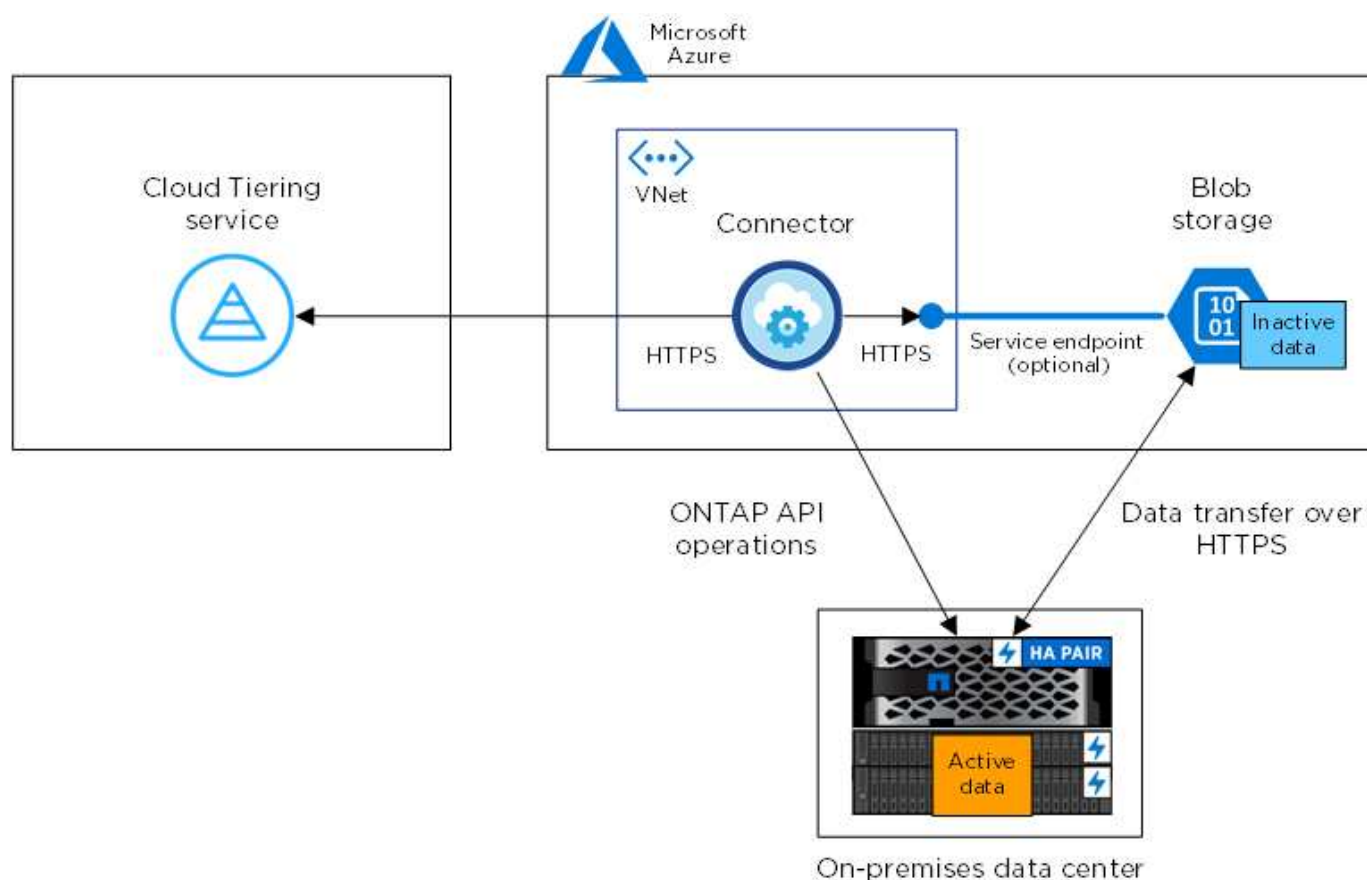 Microsoft
Azure
Cloud Tiering
service
VNet
Connector
Blob
storage
HTTPS
HTTPS
Service endpoint
(optional)
10
01
Inactive
data
ONTAP API
operations
Data transfer over
HTTPS
HA PAIR
Active
data
On-premises data center